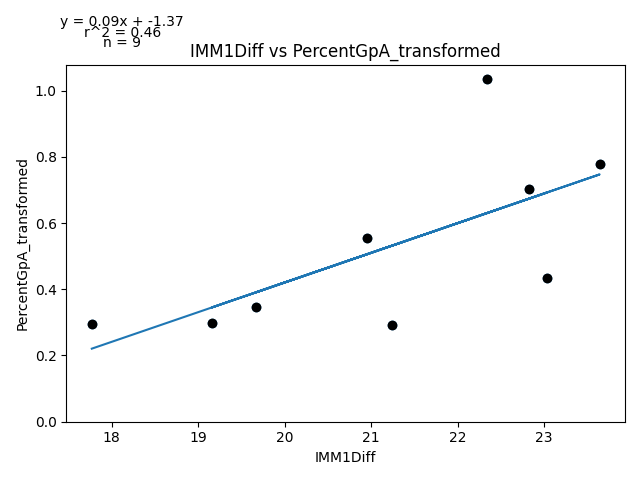 y = 0.09x + -1.37
r^2 = 0.46
n = 9
IMM1Diff vs PercentGpA_transformed
PercentGpA_transformed
1.0
0.8
0.6
0.4
0.2
0.0
18 19 20 21 22 23
IMM1Diff